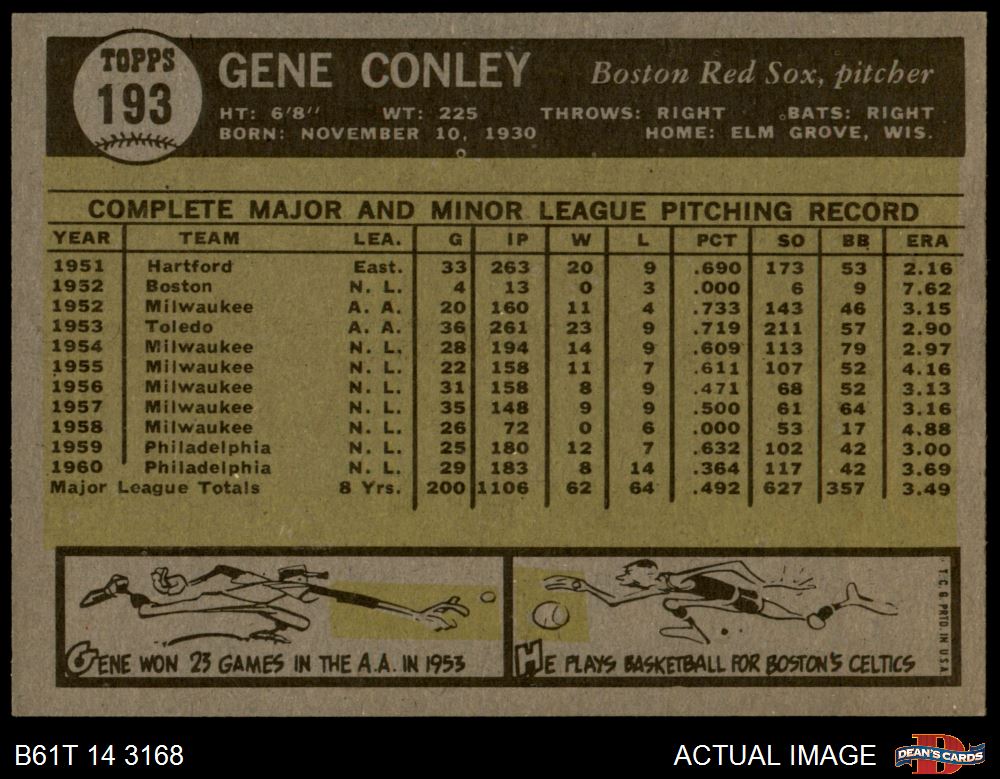 TOPPS
193
GENE CONLEY Boston Red Sox, pitcher
HT: 6'8" WT: 225 THROWS: RIGHT BATS: RIGHT
BORN: NOVEMBER 10, 1930 HOME: ELM GROVE, WIS.
COMPLETE MAJOR AND MINOR LEAGUE PITCHING RECORD
YEAR TEAM LEA. G IP W L PCT SO BB ERA
1951 Hartford East. 33 263 20 9 .690 173 53 2.16
1952 Boston N. L. 4 13 0 3 .000 6 9 7.62
1952 Milwaukee A. A. 20 160 11 4 .733 143 46 3.15
1953 Toledo A. A. 36 261 23 9 .719 211 57 2.90
1954 Milwaukee N. L. 28 194 14 9 .609 113 79 2.97
1955 Milwaukee N. L. 22 158 11 7 .611 107 52 4.16
1956 Milwaukee N. L. 31 158 8 9 .471 68 52 3.13
1957 Milwaukee N. L. 35 148 9 9 .500 61 64 3.16
1958 Milwaukee N. L. 26 72 0 6 .000 53 17 4.88
1959 Philadelphia N. L. 25 180 12 7 .632 102 42 3.00
1960 Philadelphia N. L. 29 183 8 14 .364 117 42 3.69
Major League Totals 8 Yrs. 200 1106 62 64 .492 627 357 3.49
GENE WON 23 GAMES IN THE A.A. IN 1953
HE PLAYS BASKETBALL FOR BOSTON'S CELTICS
T. C. G. PRTD. IN U.S.A.
B61T 14 3168 ACTUAL IMAGE
DEAN'S CARDS